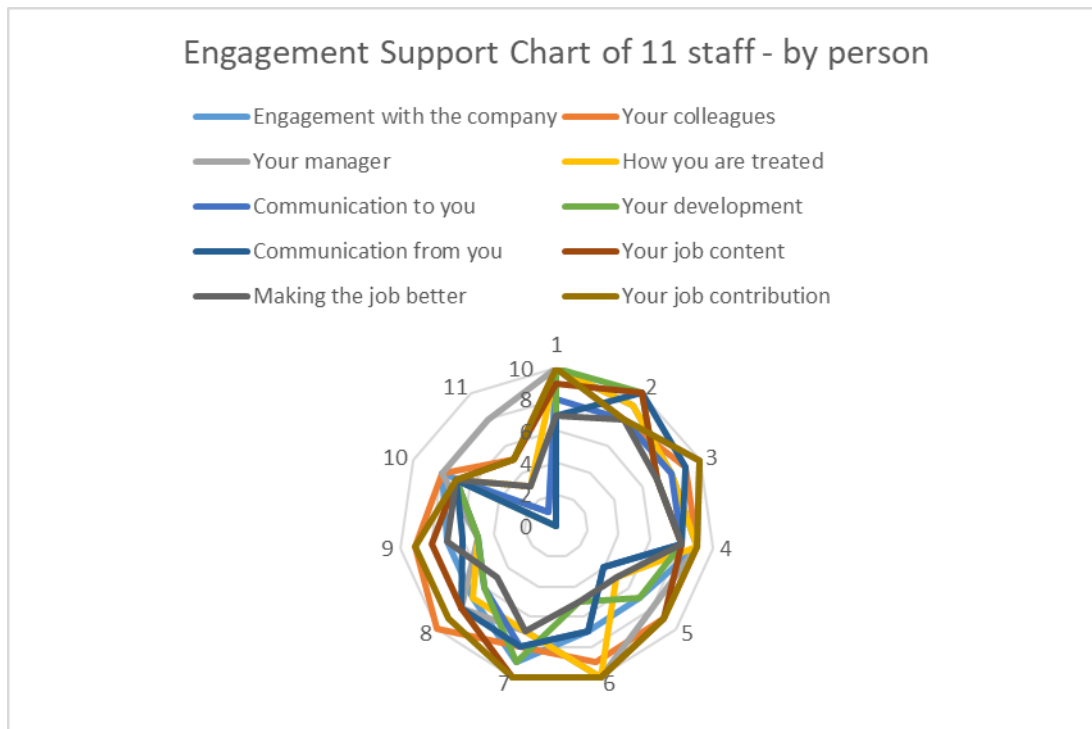 Engagement Support Chart of 11 staff - by person
Engagement with the company
Your colleagues
Your manager
How you are treated
Communication to you
Your development
Communication from you
Your job content
Making the job better
Your job contribution
1
10
11
2
8
6
10
3
4
2
0
9
4
8
5
7
6